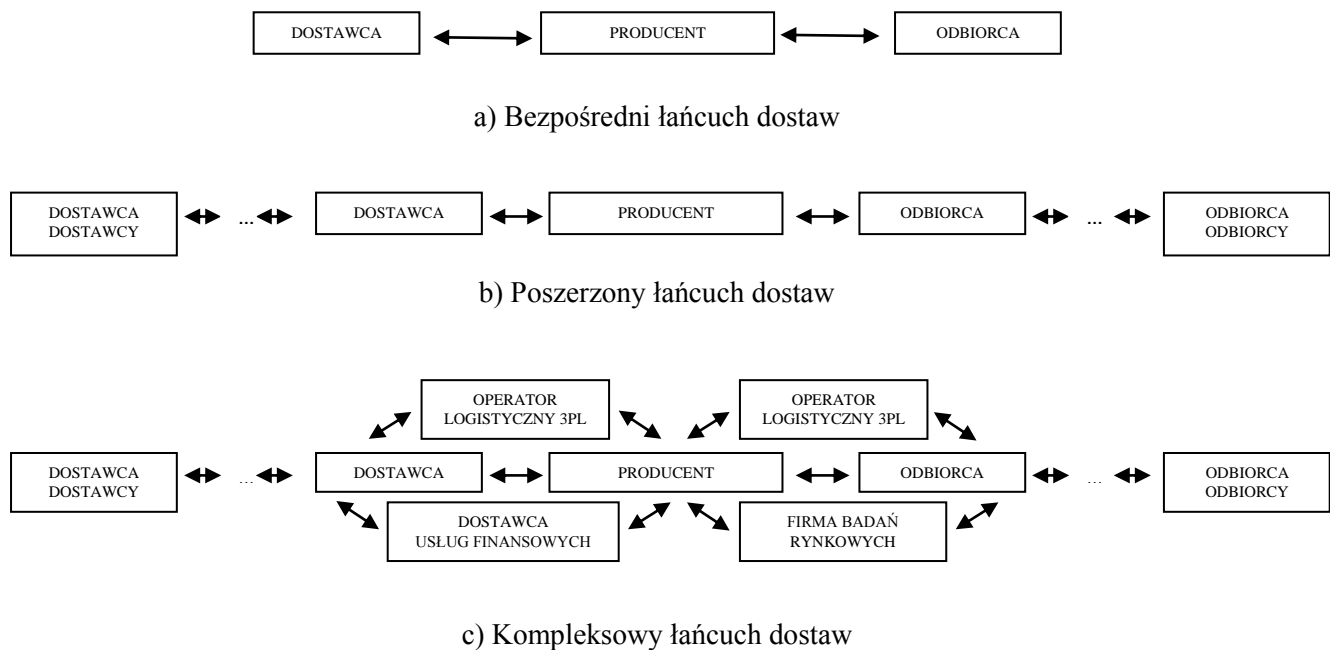 DOSTAWCA
PRODUCENT
ODBIORCA
a) Bezpośredni łańcuch dostaw
DOSTAWCA
DOSTAWCY
...
DOSTAWCA
PRODUCENT
ODBIORCA
...
ODBIORCA
ODBIORCY
b) Poszerzony łańcuch dostaw
OPERATOR
LOGISTYCZNY 3PL
OPERATOR
LOGISTYCZNY 3PL
DOSTAWCA
DOSTAWCY
...
DOSTAWCA
PRODUCENT
ODBIORCA
...
ODBIORCA
ODBIORCY
DOSTAWCA
USŁUG FINANSOWYCH
FIRMA BADAŃ
RYNKOWYCH
c) Kompleksowy łańcuch dostaw